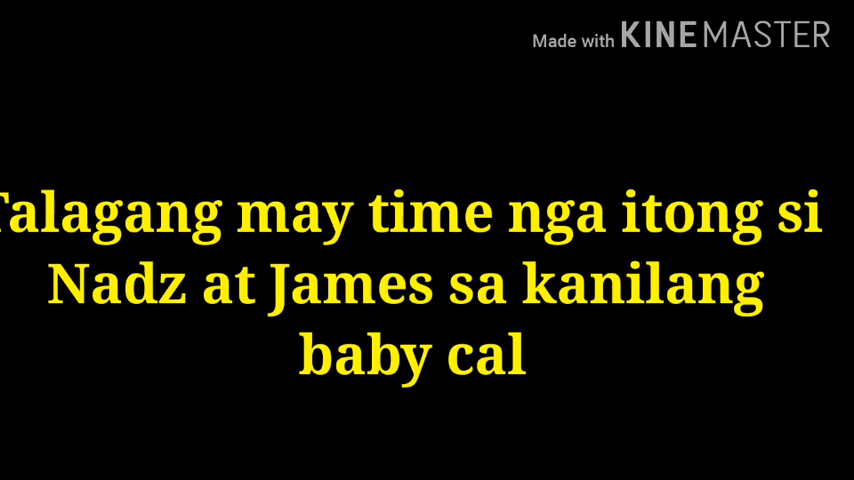 Made with KINEMASTER
Talagang may time nga itong si
Nadz at James sa kanilang
baby cal